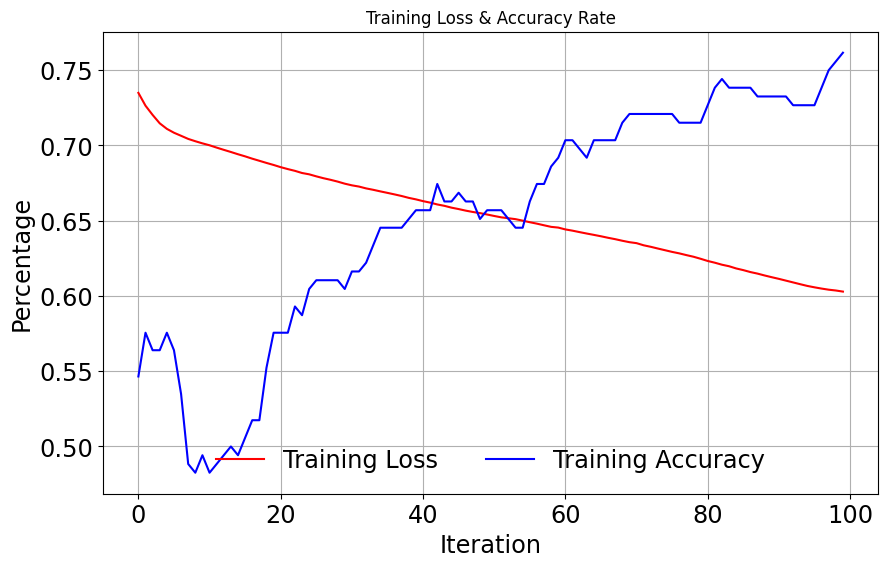 Training Loss & Accuracy Rate
0.75
0.70
0.65
0.60
0.55
0.50
Percentage
Training Loss Training Accuracy
0 20 40 60 80 100
Iteration